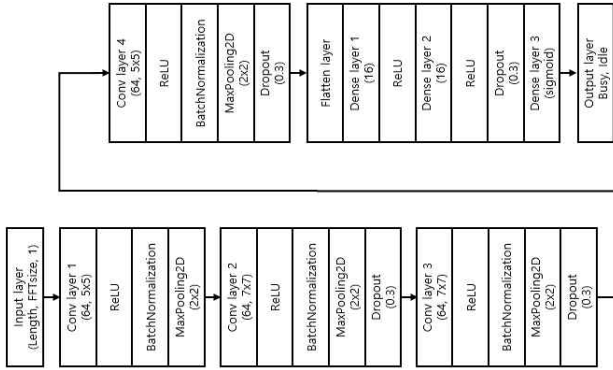 Input layer
(Length, FFTsize, 1)
Conv layer 1
(64, 5x5)
ReLU
BatchNormalization
MaxPooling2D
(2x2)
Conv layer 2
(64, 7x7)
ReLU
BatchNormalization
MaxPooling2D
(2x2)
Dropout
(0.3)
Conv layer 3
(64, 7x7)
ReLU
BatchNormalization
MaxPooling2D
(2x2)
Dropout
(0.3)
Conv layer 4
(64, 5x5)
ReLU
BatchNormalization
MaxPooling2D
(2x2)
Dropout
(0.3)
Flatten layer
Dense layer 1
(16)
ReLU
Dense layer 2
(16)
ReLU
Dropout
(0.3)
Dense layer 3
(sigmoid)
Output layer
Busy, Idle